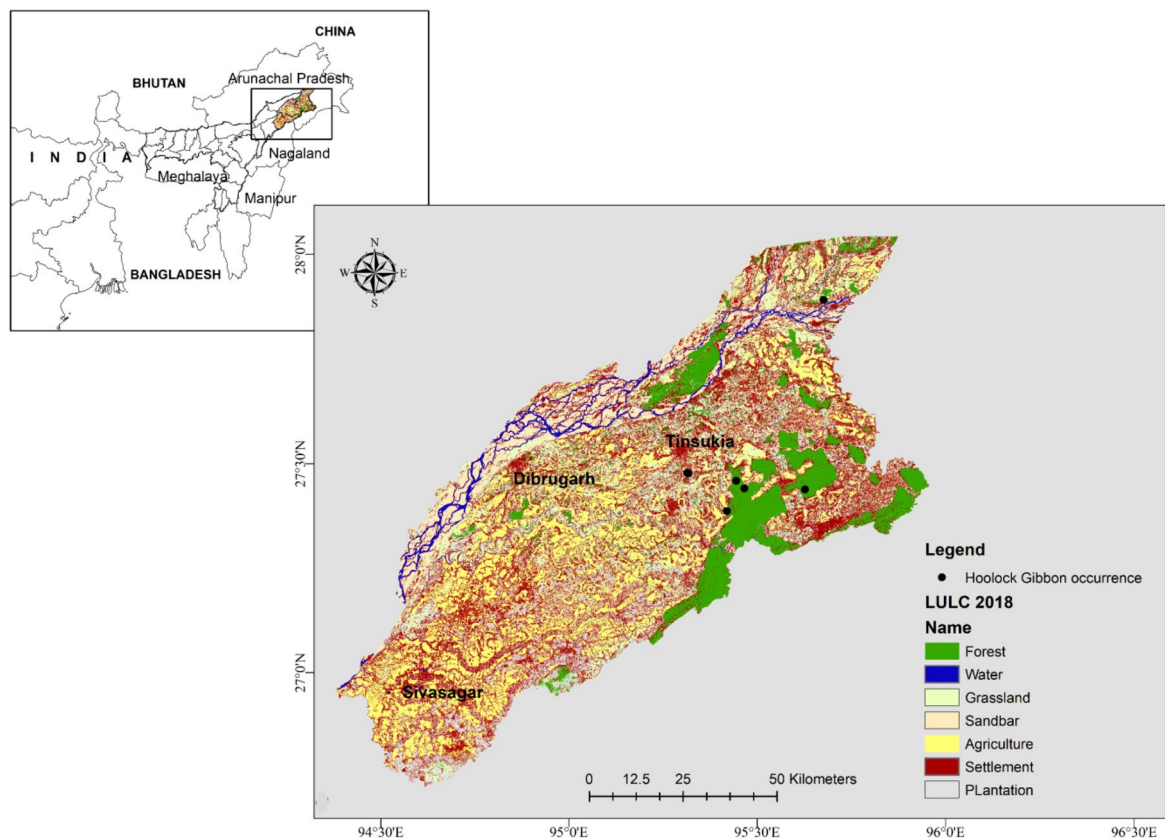 CHINA
Arunachal Pradesh
BHUTAN
I N D I A
Nagaland
Meghalaya
Manipur
BANGLADESH
28°0'N
N
W E
S
Tinsukia
27°30'N
Dibrugarh
Legend
Hoolock Gibbon occurrence
LULC 2018
Name
Forest
27°0'N
Water
Sivasagar
Grassland
Sandbar
Agriculture
Settlement
0 12.5 25 50 Kilometers
PLantation
94°30'E 95°0'E 95°30'E 96°0'E 96°30'E